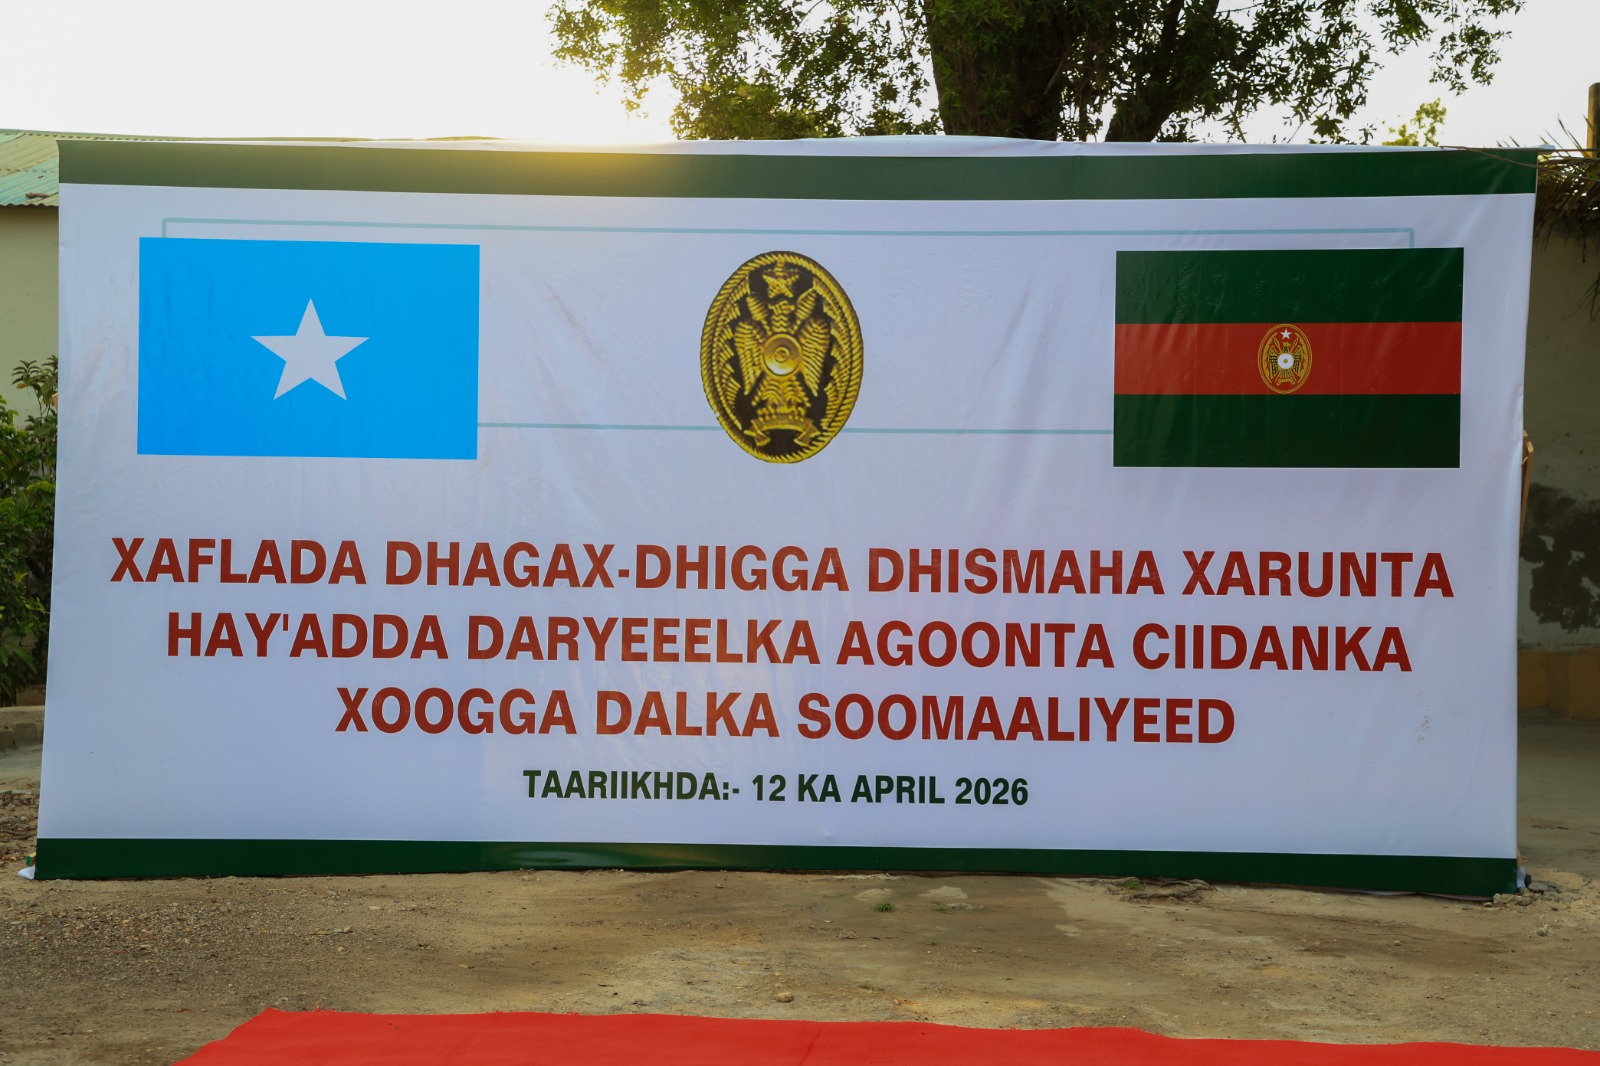 XAFLADA DHAGAX-DHIGGA DHISMAHA XARUNTA
HAY'ADDA DARYEEELKA AGOONTA CIIDANKA
XOOGGA DALKA SOOMAALIYEED
TAARIIKHDA:- 12 KA APRIL 2026